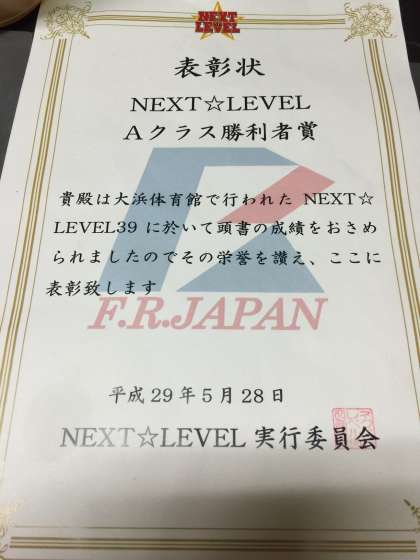 NEXT
LEVEL
表彰状
NEXT☆LEVEL
Aクラス勝利者賞
貴殿は大浜体育館で行われた NEXT☆
LEVEL39 に於いて頭書の成績をおさめ
られましたのでその栄誉を讃え、ここに
表彰致します
F.R.JAPAN
平成29年5月28日
NEXT☆LEVEL 実行委員会